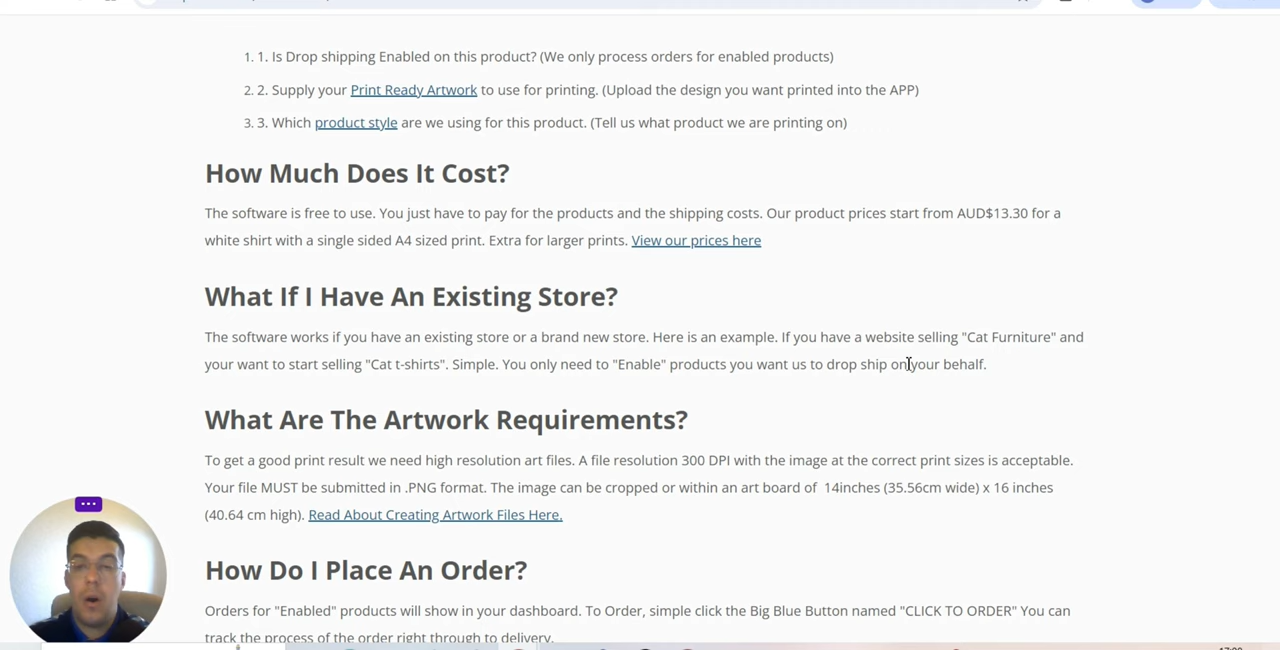 1. 1. Is Drop shipping Enabled on this product? (We only process orders for enabled products)
2. 2. Supply your Print Ready Artwork to use for printing. (Upload the design you want printed into the APP)
3. 3. Which product style are we using for this product. (Tell us what product we are printing on)
How Much Does It Cost?
The software is free to use. You just have to pay for the products and the shipping costs. Our product prices start from AUD$13.30 for a
white shirt with a single sided A4 sized print. Extra for larger prints. View our prices here
What If I Have An Existing Store?
The software works if you have an existing store or a brand new store. Here is an example. If you have a website selling "Cat Furniture" and
your want to start selling "Cat t-shirts". Simple. You only need to "Enable" products you want us to drop ship on your behalf.
What Are The Artwork Requirements?
To get a good print result we need high resolution art files. A file resolution 300 DPI with the image at the correct print sizes is acceptable.
Your file MUST be submitted in .PNG format. The image can be cropped or within an art board of 14inches (35.56cm wide) x 16 inches
(40.64 cm high). Read About Creating Artwork Files Here.
How Do I Place An Order?
Orders for "Enabled" products will show in your dashboard. To Order, simple click the Big Blue Button named "CLICK TO ORDER" You can
track the process of the order right through to delivery.